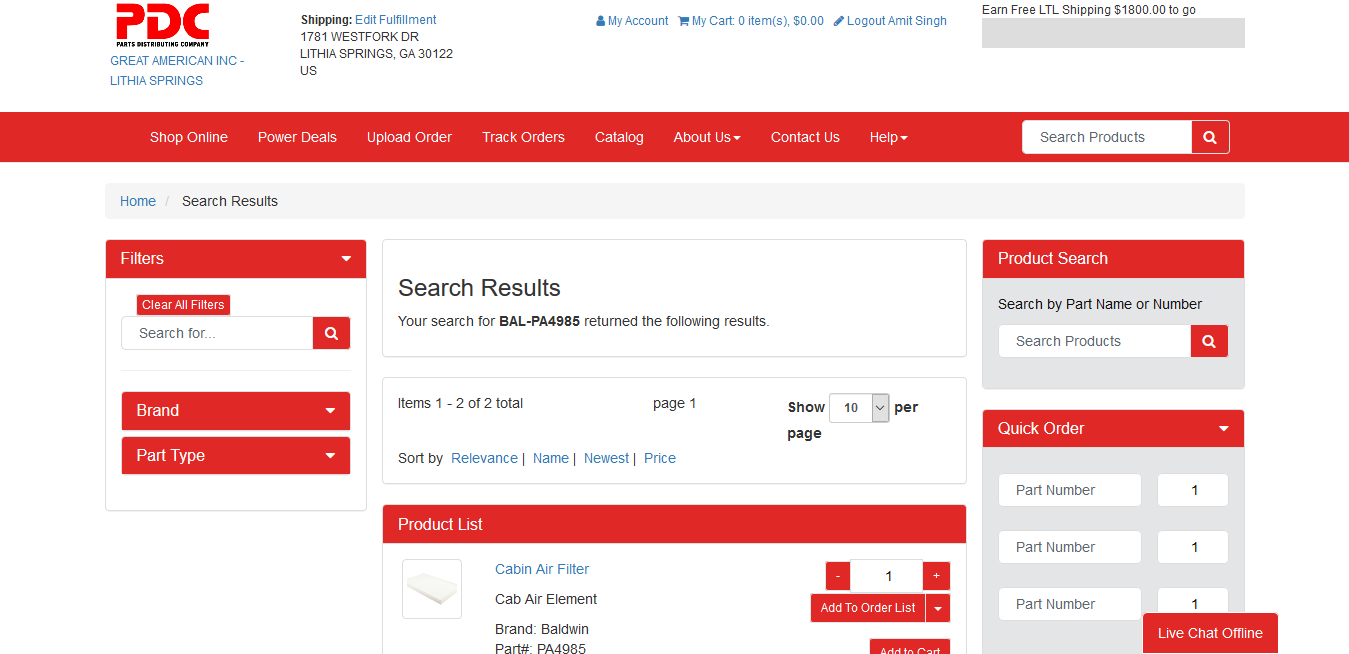 PDC
PARTS DISTRIBUTING COMPANY
GREAT AMERICAN INC -
LITHIA SPRINGS
Shipping: Edit Fulfillment
1781 WESTFORK DR
LITHIA SPRINGS, GA 30122
US
My Account My Cart: 0 item(s), $0.00 Logout Amit Singh
Earn Free LTL Shipping $1800.00 to go
Shop Online Power Deals Upload Order Track Orders Catalog About Us Contact Us Help Search Products
Home / Search Results
Filters
Clear All Filters
Search for...
Brand
Part Type
Search Results
Your search for BAL-PA4985 returned the following results.
Items 1 - 2 of 2 total page 1 Show 10 per
page
Sort by Relevance | Name | Newest | Price
Product List
Cabin Air Filter
Cab Air Element
Brand: Baldwin
Part#: PA4985
- 1 +
Add To Order List
Add to Cart
Product Search
Search by Part Name or Number
Search Products
Quick Order
Part Number 1
Part Number 1
Part Number 1
Live Chat Offline